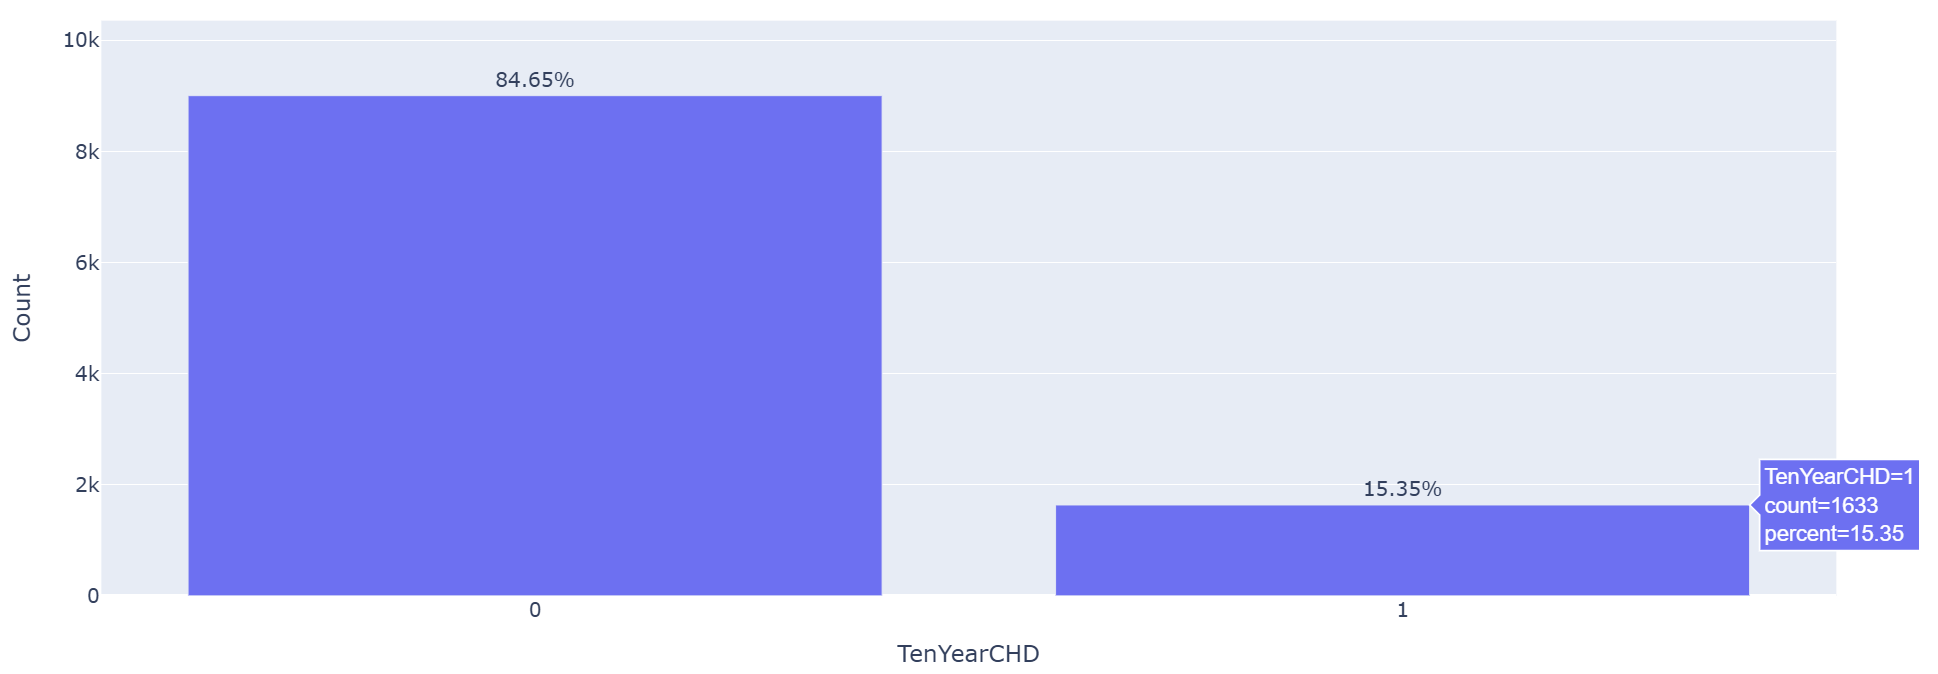 10k
84.65%
8k
6k
Count
4k
2k
15.35%
TenYearCHD=1
count=1633
percent=15.35
0
0
1
TenYearCHD